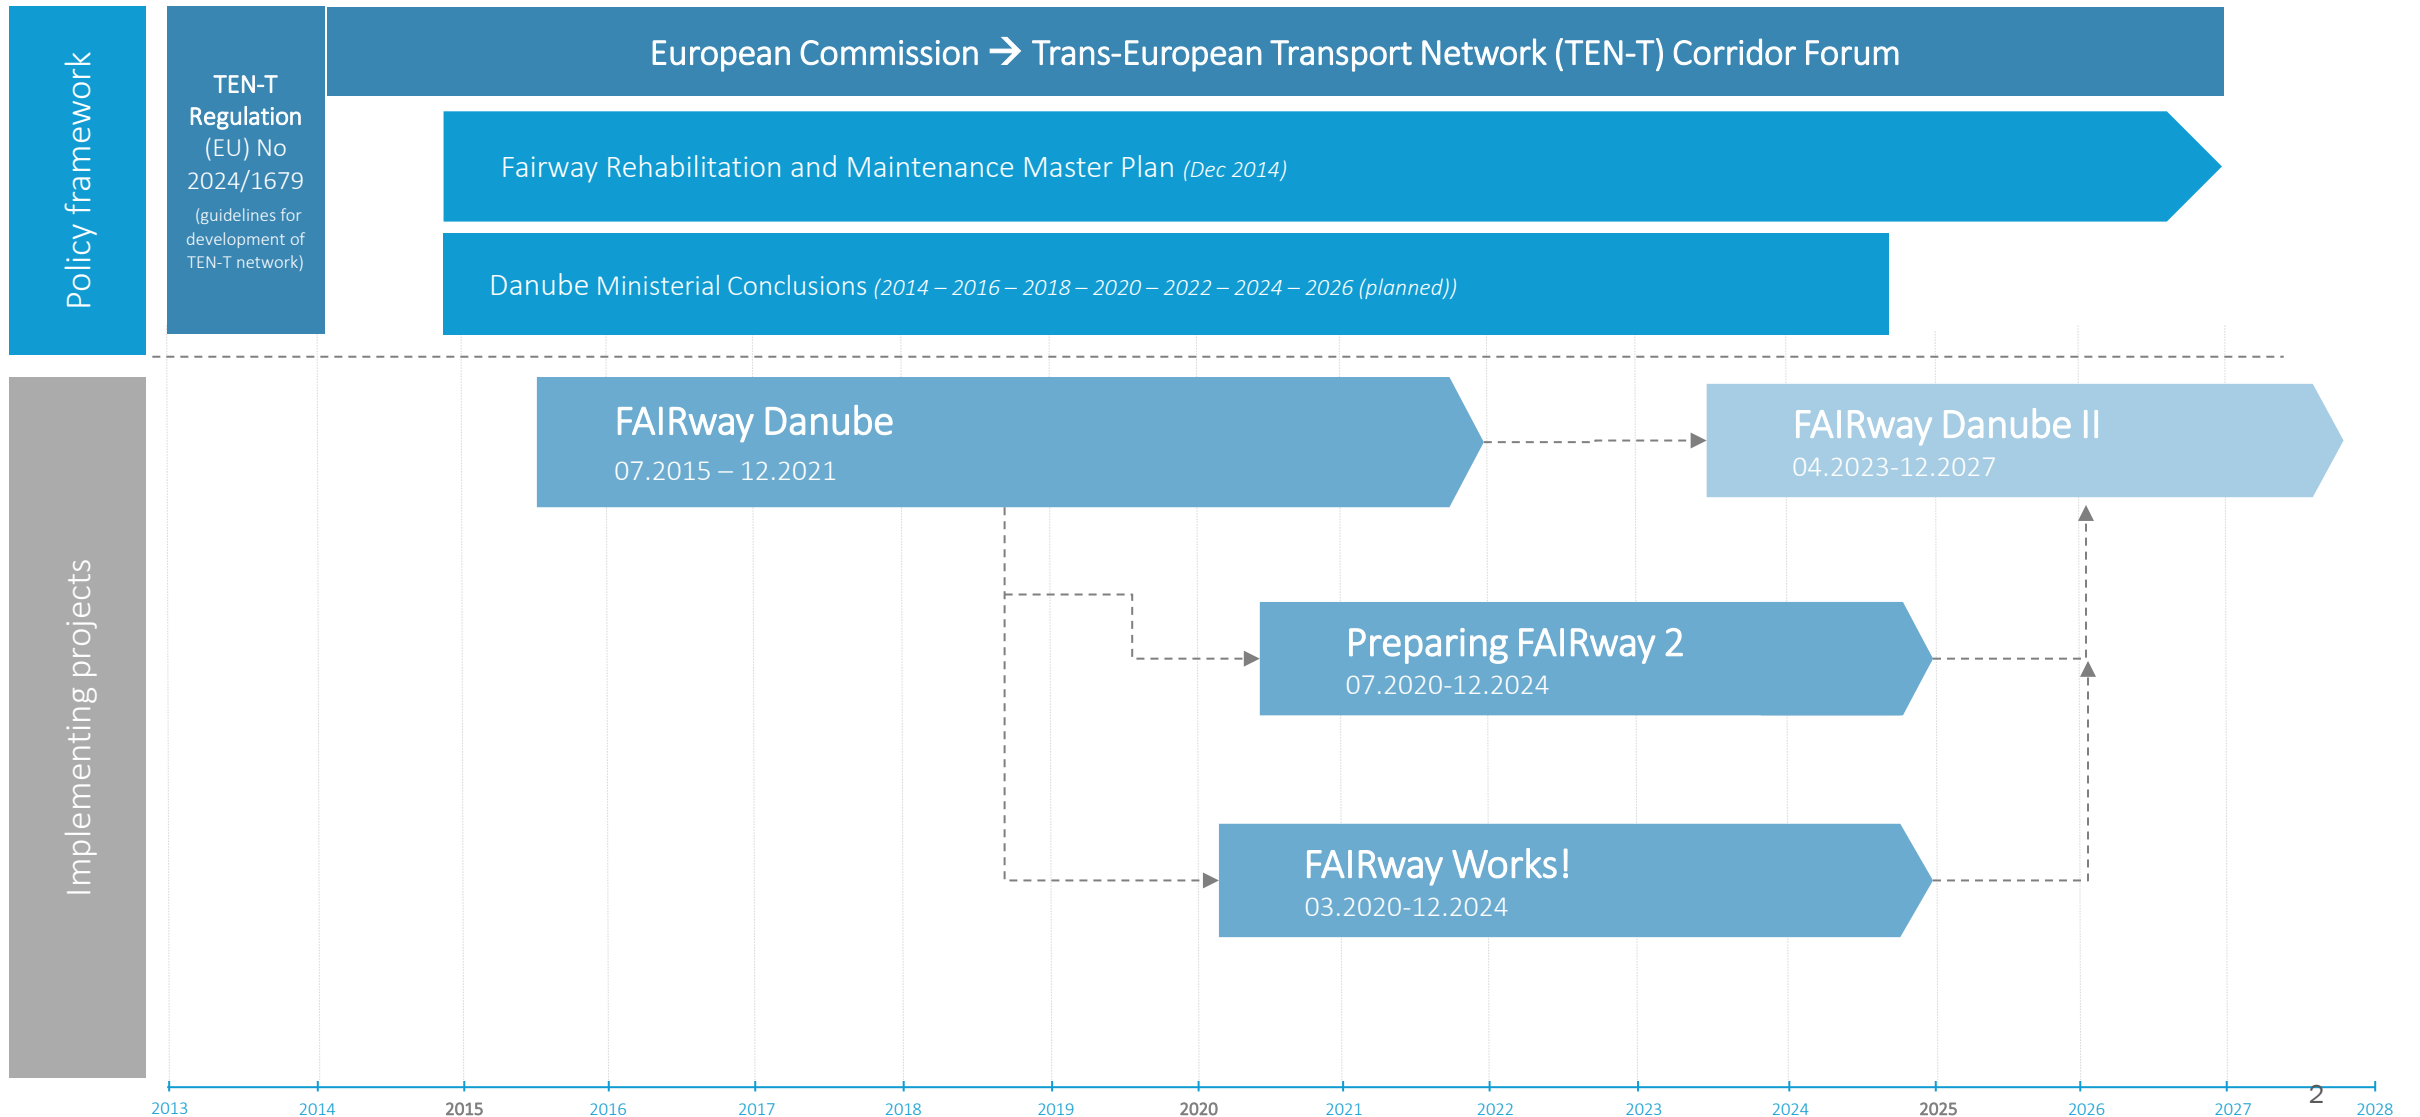 Policy framework
TEN-T
Regulation
(EU) No
2024/1679
(guidelines for
development of
TEN-T network)
European Commission → Trans-European Transport Network (TEN-T) Corridor Forum
Fairway Rehabilitation and Maintenance Master Plan (Dec 2014)
Danube Ministerial Conclusions (2014 – 2016 – 2018 – 2020 – 2022 – 2024 – 2026 (planned))
Implementing projects
FAIRway Danube
07.2015 – 12.2021
FAIRway Danube II
04.2023-12.2027
Preparing FAIRway 2
07.2020-12.2024
FAIRway Works!
03.2020-12.2024
2013 2014 2015 2016 2017 2018 2019 2020 2021 2022 2023 2024 2025 2026 2027 2028
2